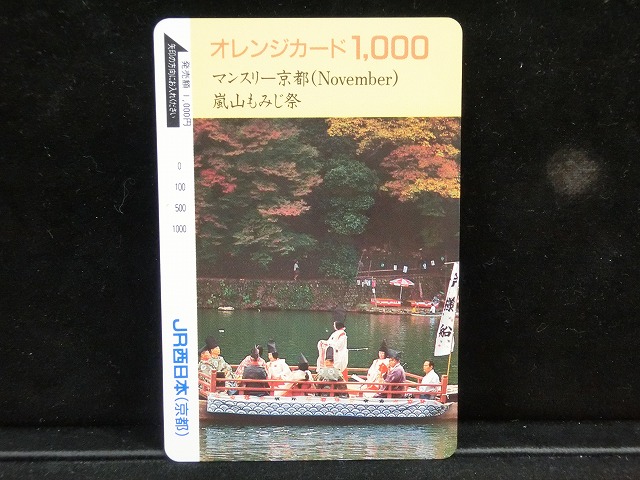 オレンジカード 1,000
マンスリー京都(November)
嵐山もみじ祭
矢印の方向にお入れください
発売額 1,000円
0
100
500
1000
JR西日本(京都)